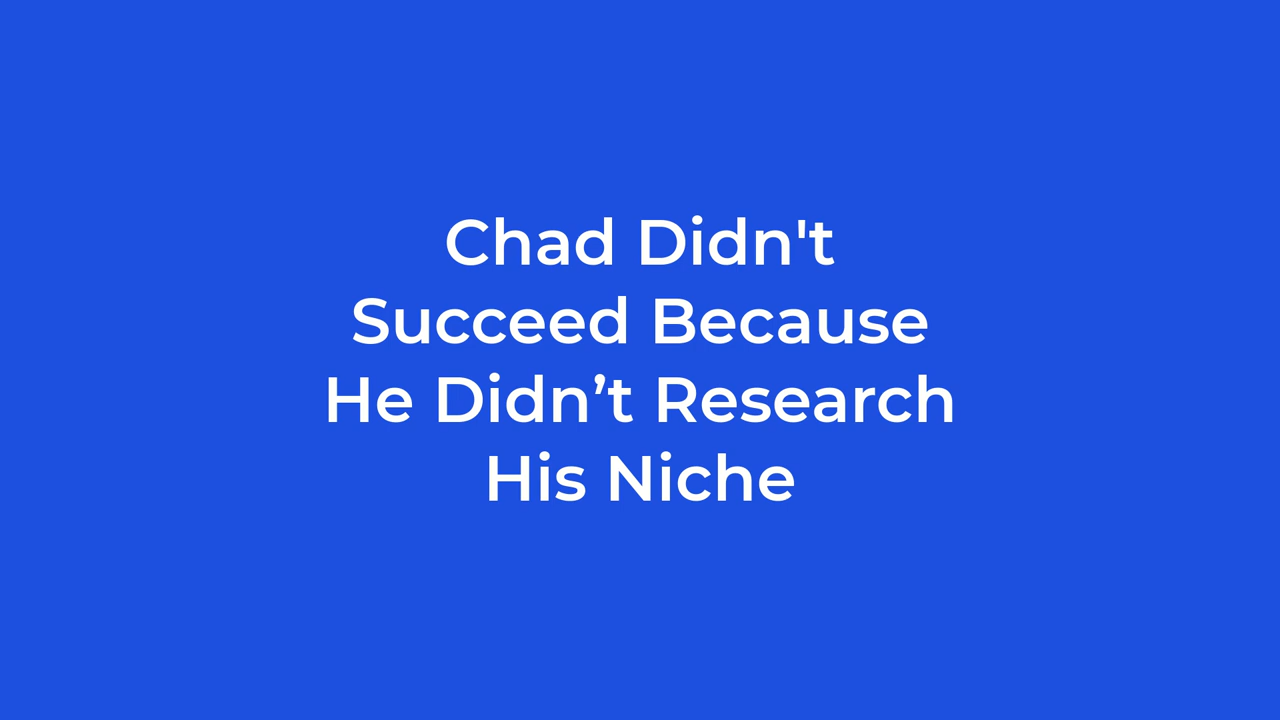 Chad Didn't
Succeed Because
He Didn’t Research
His Niche